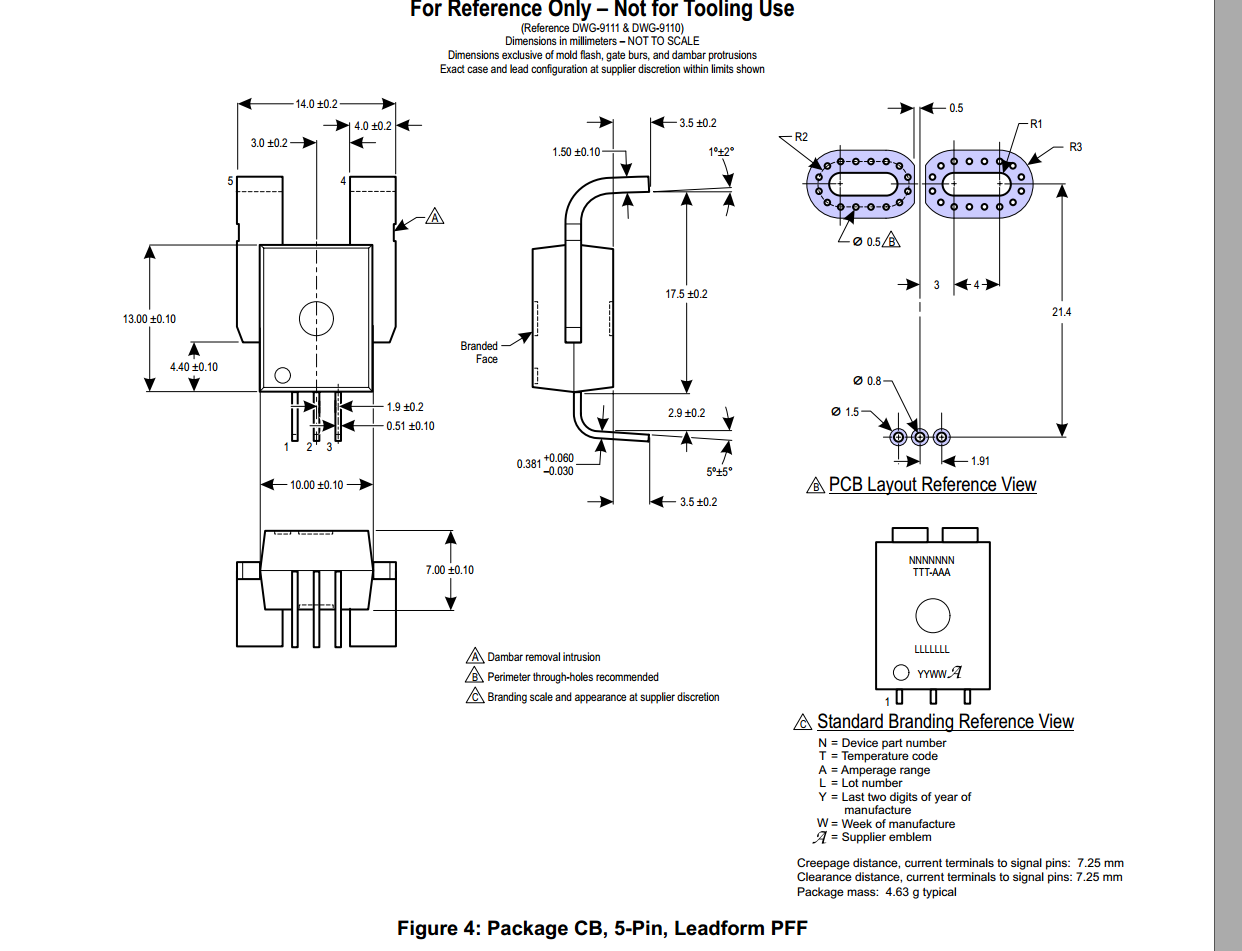 For Reference Only – Not for Tooling Use
(Reference DWG-9111 & DWG-9110)
Dimensions in millimeters – NOT TO SCALE
Dimensions exclusive of mold flash, gate burs, and dambar protrusions
Exact case and lead configuration at supplier discretion within limits shown
14.0 ±0.2
4.0 ±0.2
3.0 ±0.2
5
4
A
13.00 ±0.10
4.40 ±0.10
1.9 ±0.2
0.51 ±0.10
1 2 3
10.00 ±0.10
7.00 ±0.10
3.5 ±0.2
1.50 ±0.10
1°±2°
17.5 ±0.2
Branded
Face
2.9 ±0.2
0.381 +0.060
–0.030
5°±5°
3.5 ±0.2
0.5
R1
R2
R3
Ø 0.5 B
3
4
21.4
Ø 0.8
Ø 1.5
1.91
B PCB Layout Reference View
NNNNNNN
TTT-AAA
LLLLLLL
YYWW A
1
A Dambar removal intrusion
B Perimeter through-holes recommended
C Branding scale and appearance at supplier discretion
C Standard Branding Reference View
N = Device part number
T = Temperature code
A = Amperage range
L = Lot number
Y = Last two digits of year of
manufacture
W = Week of manufacture
A = Supplier emblem
Creepage distance, current terminals to signal pins: 7.25 mm
Clearance distance, current terminals to signal pins: 7.25 mm
Package mass: 4.63 g typical
Figure 4: Package CB, 5-Pin, Leadform PFF